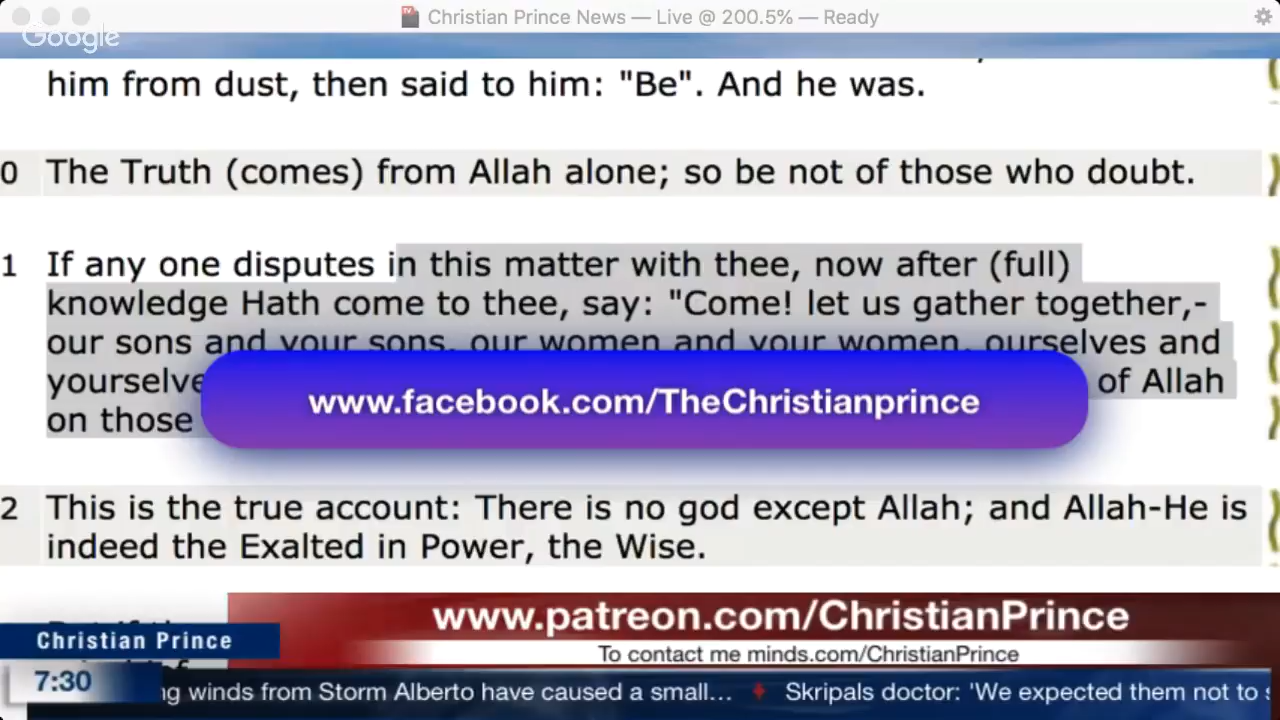 Christian Prince News — Live @ 200.5% — Ready
Google
him from dust, then said to him: "Be". And he was.
0 The Truth (comes) from Allah alone; so be not of those who doubt.
1 If any one disputes in this matter with thee, now after (full)
knowledge Hath come to thee, say: "Come! let us gather together,-
our sons and your sons, our women and your women, ourselves and
of Allah
on those
www.facebook.com/TheChristianprince
2 This is the true account: There is no god except Allah; and Allah-He is
indeed the Exalted in Power, the Wise.
www.patreon.com/ChristianPrince
Christian Prince
To contact me minds.com/ChristianPrince
7:30
winds from Storm Alberto have caused a small... Skripals doctor: 'We expected them not to